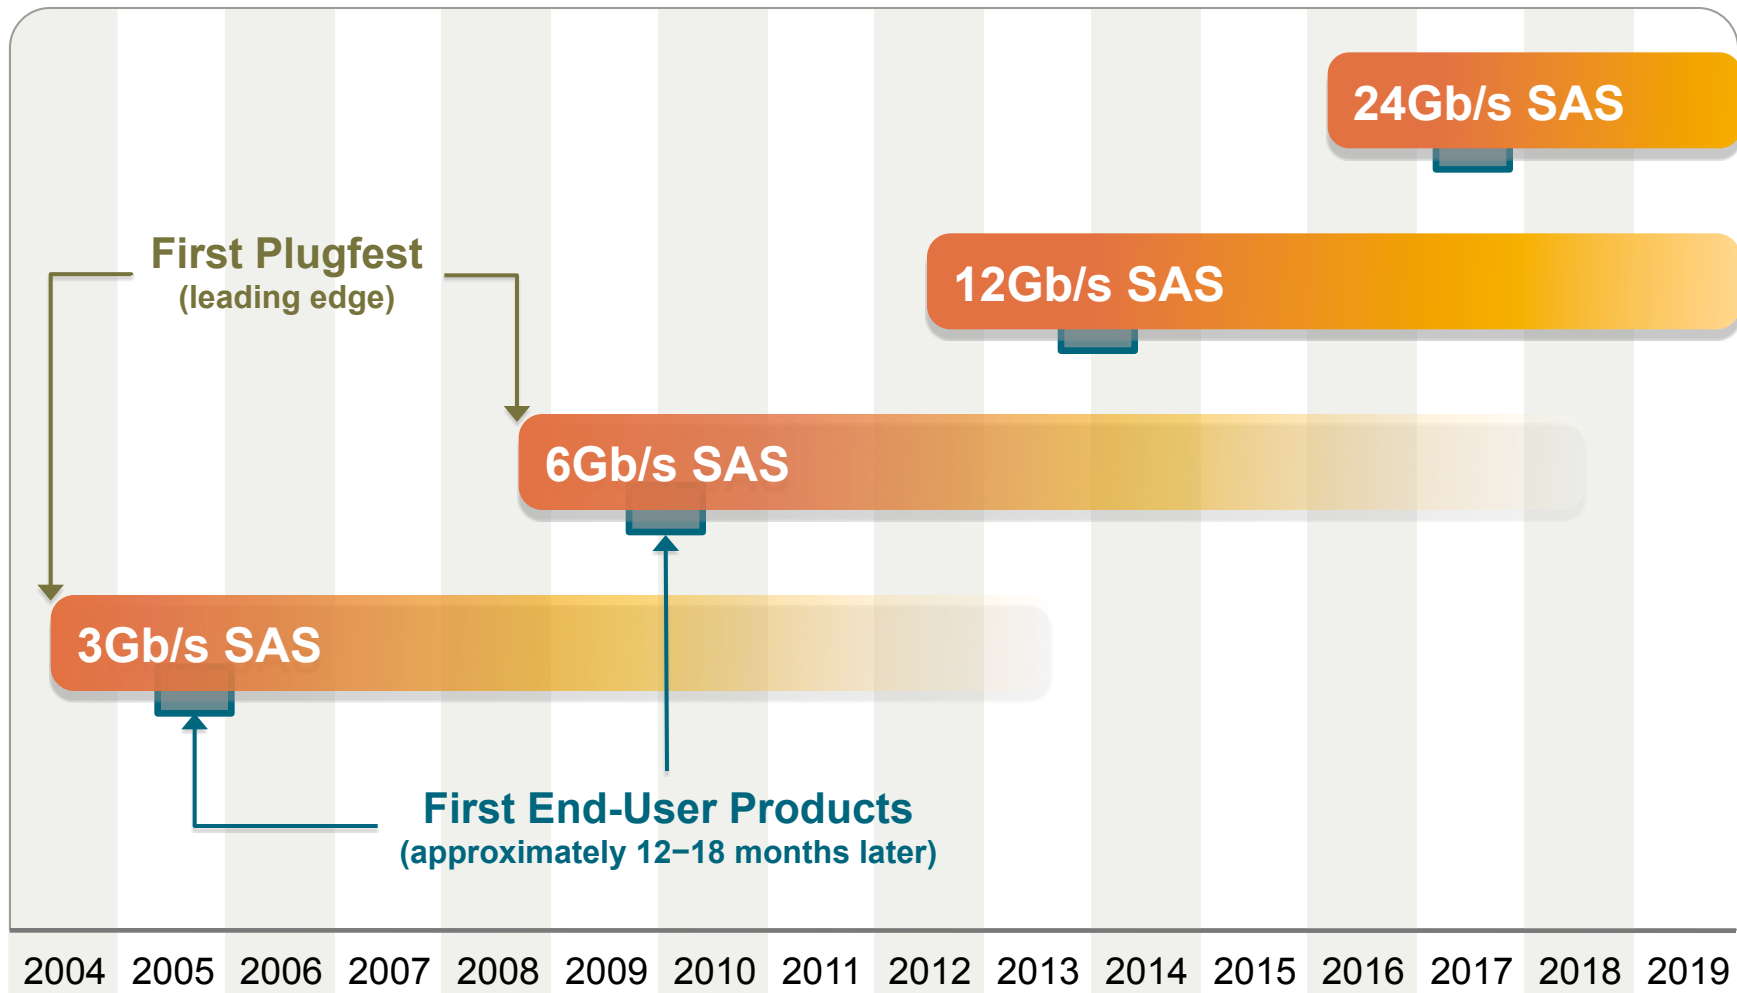 24Gb/s SAS
12Gb/s SAS
First Plugfest
(leading edge)
6Gb/s SAS
3Gb/s SAS
First End-User Products
(approximately 12−18 months later)
2004 2005 2006 2007 2008 2009 2010 2011 2012 2013 2014 2015 2016 2017 2018 2019